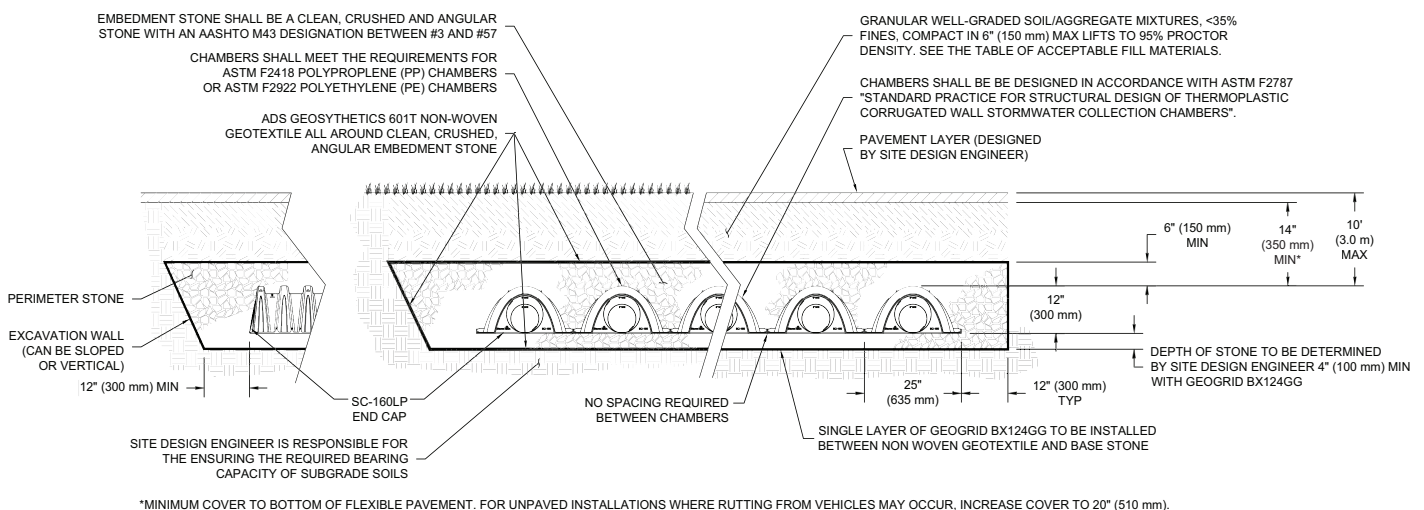 EMBEDMENT STONE SHALL BE A CLEAN, CRUSHED AND ANGULAR
STONE WITH AN AASHTO M43 DESIGNATION BETWEEN #3 AND #57
CHAMBERS SHALL MEET THE REQUIREMENTS FOR
ASTM F2418 POLYPROPLENE (PP) CHAMBERS
OR ASTM F2922 POLYETHYLENE (PE) CHAMBERS
ADS GEOSYTHETICS 601T NON-WOVEN
GEOTEXTILE ALL AROUND CLEAN, CRUSHED,
ANGULAR EMBEDMENT STONE
GRANULAR WELL-GRADED SOIL/AGGREGATE MIXTURES, <35%
FINES, COMPACT IN 6" (150 mm) MAX LIFTS TO 95% PROCTOR
DENSITY. SEE THE TABLE OF ACCEPTABLE FILL MATERIALS.
CHAMBERS SHALL BE BE DESIGNED IN ACCORDANCE WITH ASTM F2787
"STANDARD PRACTICE FOR STRUCTURAL DESIGN OF THERMOPLASTIC
CORRUGATED WALL STORMWATER COLLECTION CHAMBERS".
PAVEMENT LAYER (DESIGNED
BY SITE DESIGN ENGINEER)
6" (150 mm)
MIN
14"
(350 mm)
MIN*
10'
(3.0 m)
MAX
12"
(300 mm)
PERIMETER STONE
EXCAVATION WALL
(CAN BE SLOPED
OR VERTICAL)
12" (300 mm) MIN
SC-160LP
END CAP
NO SPACING REQUIRED
BETWEEN CHAMBERS
25"
(635 mm)
12" (300 mm)
TYP
DEPTH OF STONE TO BE DETERMINED
BY SITE DESIGN ENGINEER 4" (100 mm) MIN
WITH GEOGRID BX124GG
SINGLE LAYER OF GEOGRID BX124GG TO BE INSTALLED
BETWEEN NON WOVEN GEOTEXTILE AND BASE STONE
SITE DESIGN ENGINEER IS RESPONSIBLE FOR
THE ENSURING THE REQUIRED BEARING
CAPACITY OF SUBGRADE SOILS
*MINIMUM COVER TO BOTTOM OF FLEXIBLE PAVEMENT. FOR UNPAVED INSTALLATIONS WHERE RUTTING FROM VEHICLES MAY OCCUR, INCREASE COVER TO 20" (510 mm).